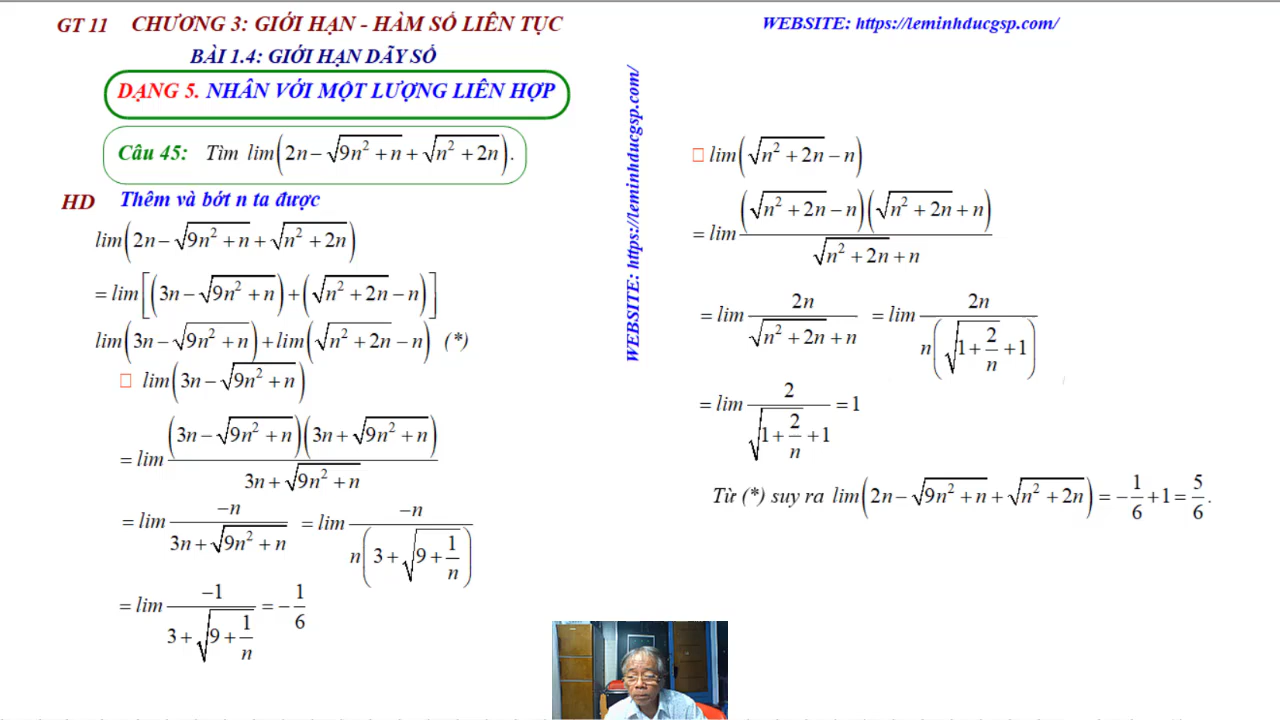 GT 11 CHƯƠNG 3: GIỚI HẠN - HÀM SỐ LIÊN TỤC
BÀI 1.4: GIỚI HẠN DÃY SỐ
DẠNG 5. NHÂN VỚI MỘT LƯỢNG LIÊN HỢP
Câu 45: Tìm lim(2n − √(9n² + n) + √(n² + 2n)).
HD Thêm và bớt n ta được
lim(2n − √(9n² + n) + √(n² + 2n))
= lim[(3n − √(9n² + n)) + (√(n² + 2n) − n)]
lim(3n − √(9n² + n)) + lim(√(n² + 2n) − n) (*)
□ lim(3n − √(9n² + n))
= lim (3n − √(9n² + n))(3n + √(9n² + n)) / (3n + √(9n² + n))
= lim −n / (3n + √(9n² + n)) = lim −n / (n(3 + √(9 + 1/n)))
= lim −1 / (3 + √(9 + 1/n)) = −1/6
WEBSITE: https://leminhducgsp.com/
WEBSITE: https://leminhducgsp.com/
□ lim(√(n² + 2n) − n)
= lim (√(n² + 2n) − n)(√(n² + 2n) + n) / (√(n² + 2n) + n)
= lim 2n / (√(n² + 2n) + n) = lim 2n / (n(√(1 + 2/n) + 1))
= lim 2 / (√(1 + 2/n) + 1) = 1
Từ (*) suy ra lim(2n − √(9n² + n) + √(n² + 2n)) = −1/6 + 1 = 5/6.